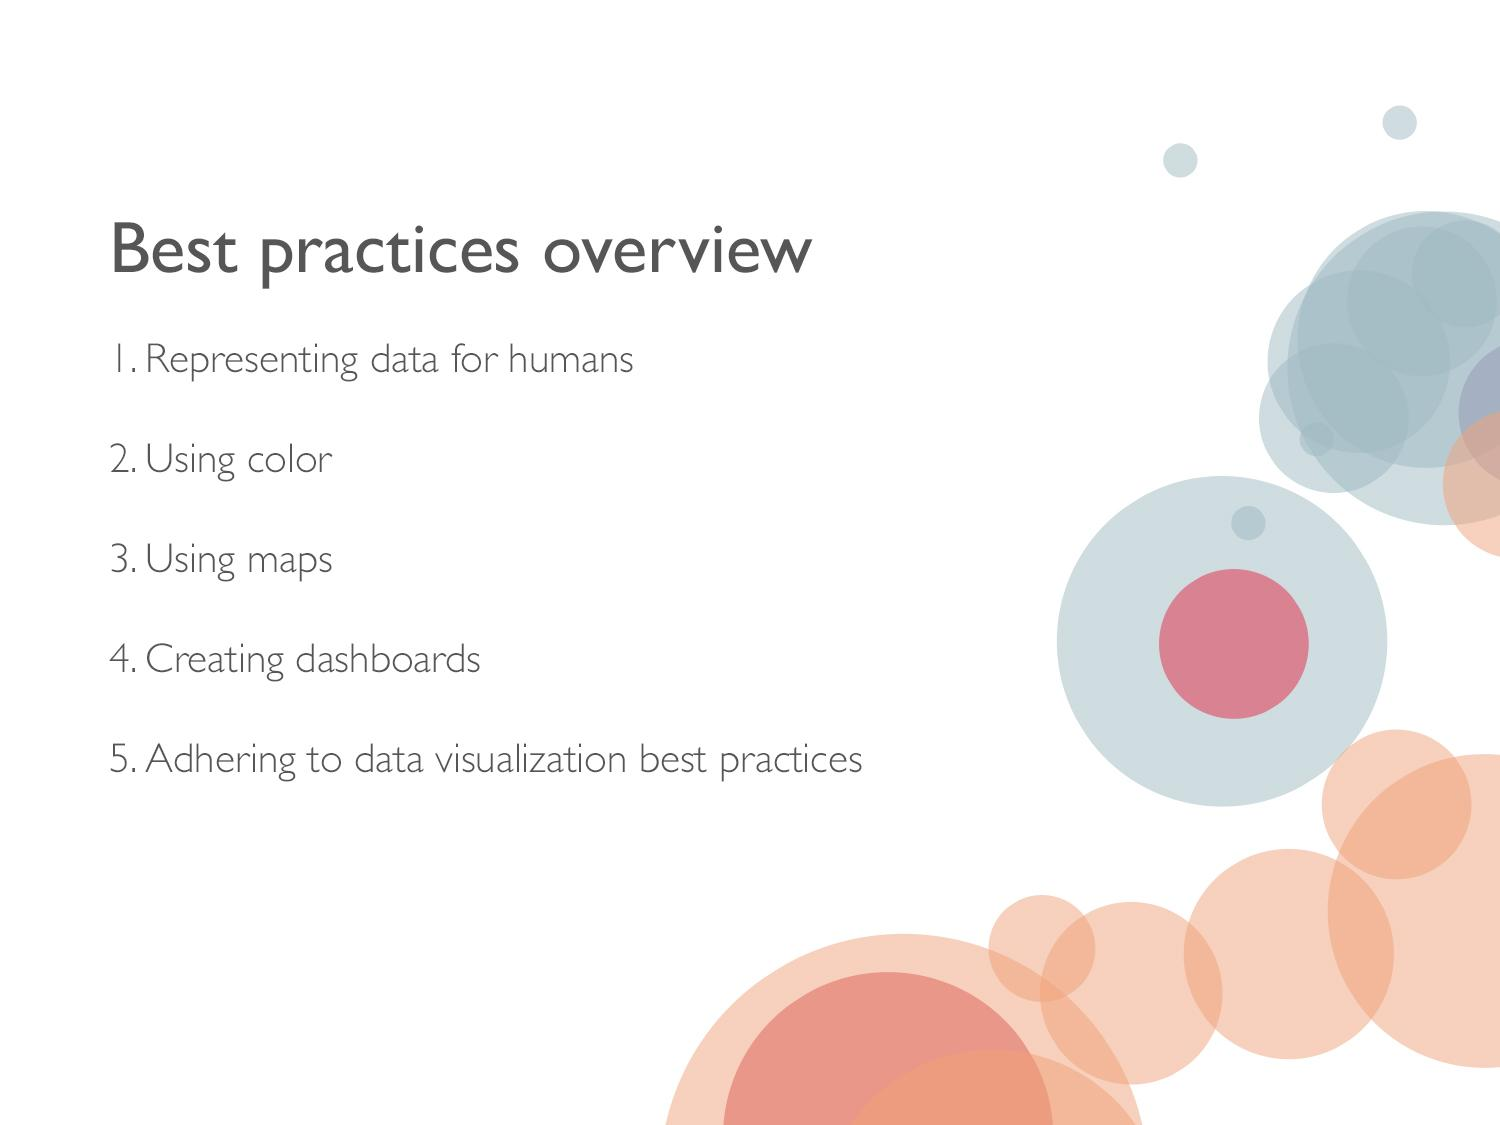 Best practices overview
1. Representing data for humans
2. Using color
3. Using maps
4. Creating dashboards
5. Adhering to data visualization best practices